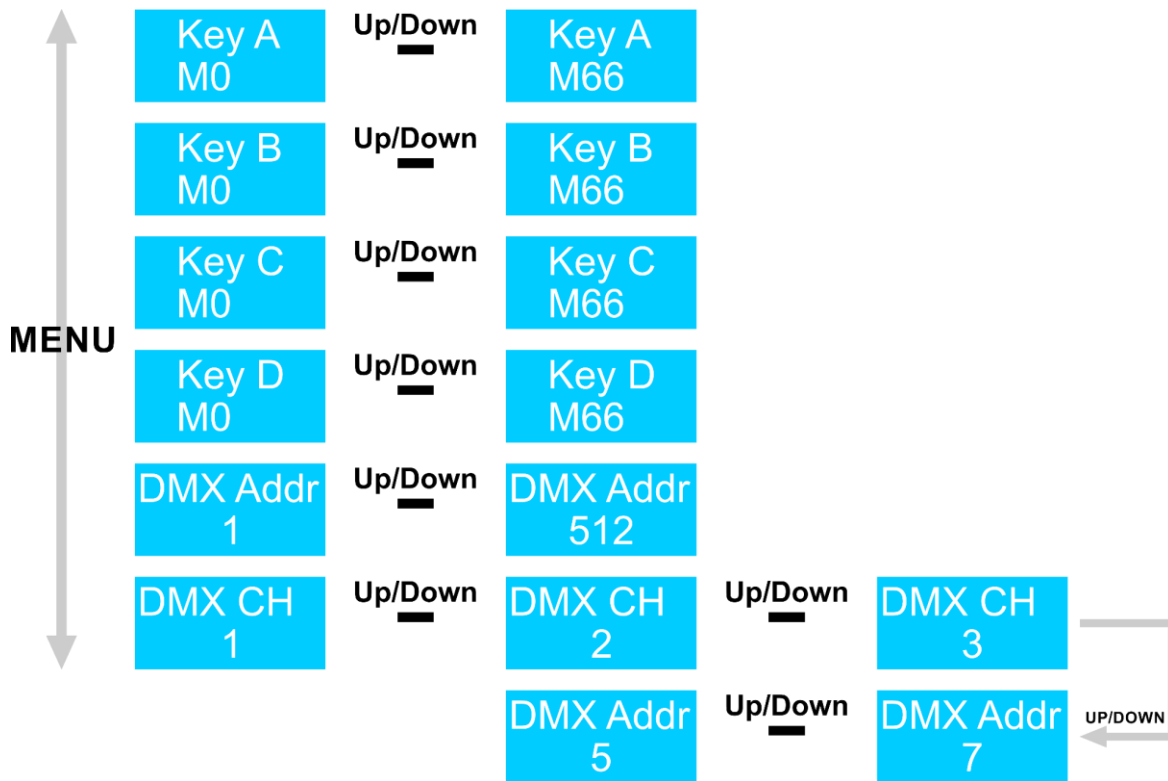 Key A
M0
Up/Down
Key A
M66
Key B
M0
Up/Down
Key B
M66
Key C
M0
Up/Down
Key C
M66
MENU
Key D
M0
Up/Down
Key D
M66
DMX Addr
1
Up/Down
DMX Addr
512
DMX CH
1
Up/Down
DMX CH
2
Up/Down
DMX CH
3
DMX Addr
5
Up/Down
DMX Addr
7
UP/DOWN